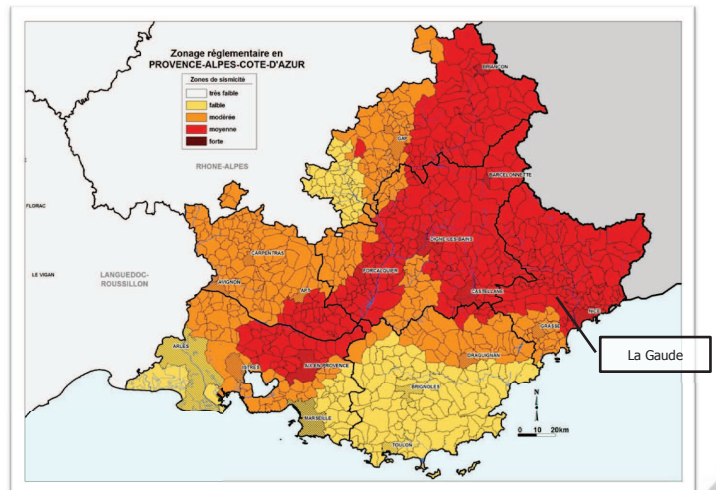 Zonage réglementaire en
PROVENCE-ALPES-COTE-D'AZUR
Zones de sismicité
très faible
faible
modérée
moyenne
forte
BRIANCON
GAP
RHONE-ALPES
BARCELONNETTE
FLORAC
DIGNE-LES-BAINS
CARPENTRAS
FORCALQUIER
LE VIGAN
LANGUEDOC-
ROUSSILLON
AVIGNON
APT
CASTELLANE
NICE
GRASSE
ARLES
La Gaude
ISTRES
AIX-EN-PROVENCE
DRAGUIGNAN
BRIGNOLES
MARSEILLE
N
TOULON
0 10 20km